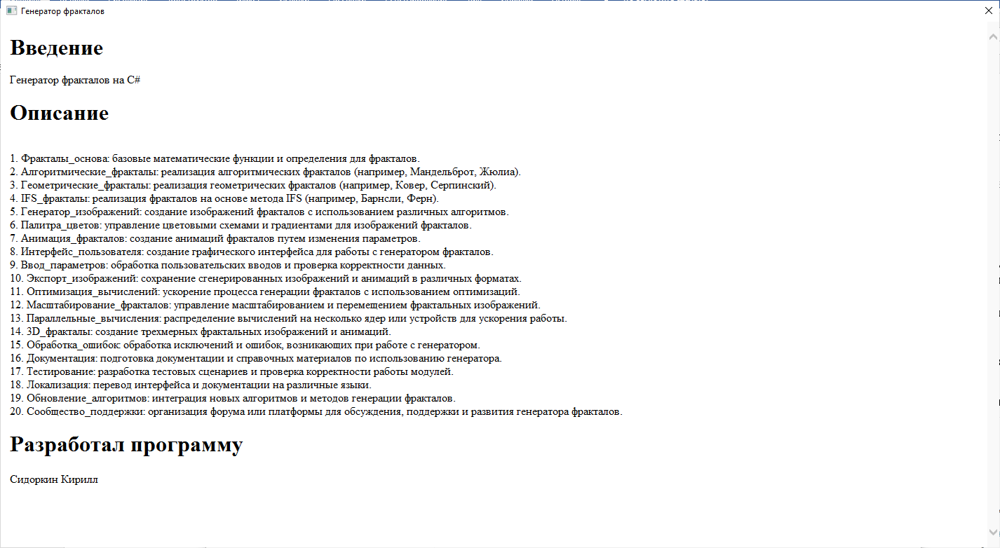 Генератор фракталов
Введение
Генератор фракталов на C#
Описание
1. Фракталы_основа: базовые математические функции и определения для фракталов.
2. Алгоритмические_фракталы: реализация алгоритмических фракталов (например, Мандельброт, Жюлиа).
3. Геометрические_фракталы: реализация геометрических фракталов (например, Ковер, Серпинский).
4. IFS_фракталы: реализация фракталов на основе метода IFS (например, Барнсли, Ферн).
5. Генератор_изображений: создание изображений фракталов с использованием различных алгоритмов.
6. Палитра_цветов: управление цветовыми схемами и градиентами для изображений фракталов.
7. Анимация_фракталов: создание анимаций фракталов путем изменения параметров.
8. Интерфейс_пользователя: создание графического интерфейса для работы с генератором фракталов.
9. Ввод_параметров: обработка пользовательских вводов и проверка корректности данных.
10. Экспорт_изображений: сохранение сгенерированных изображений и анимаций в различных форматах.
11. Оптимизация_вычислений: ускорение процесса генерации фракталов с использованием оптимизаций.
12. Масштабирование_фракталов: управление масштабированием и перемещением фрактальных изображений.
13. Параллельные_вычисления: распределение вычислений на несколько ядер или устройств для ускорения работы.
14. 3D_фракталы: создание трехмерных фрактальных изображений и анимаций.
15. Обработка_ошибок: обработка исключений и ошибок, возникающих при работе с генератором.
16. Документация: подготовка документации и справочных материалов по использованию генератора.
17. Тестирование: разработка тестовых сценариев и проверка корректности работы модулей.
18. Локализация: перевод интерфейса и документации на различные языки.
19. Обновление_алгоритмов: интеграция новых алгоритмов и методов генерации фракталов.
20. Сообщество_поддержки: организация форума или платформы для обсуждения, поддержки и развития генератора фракталов.
Разработал программу
Сидоркин Кирилл